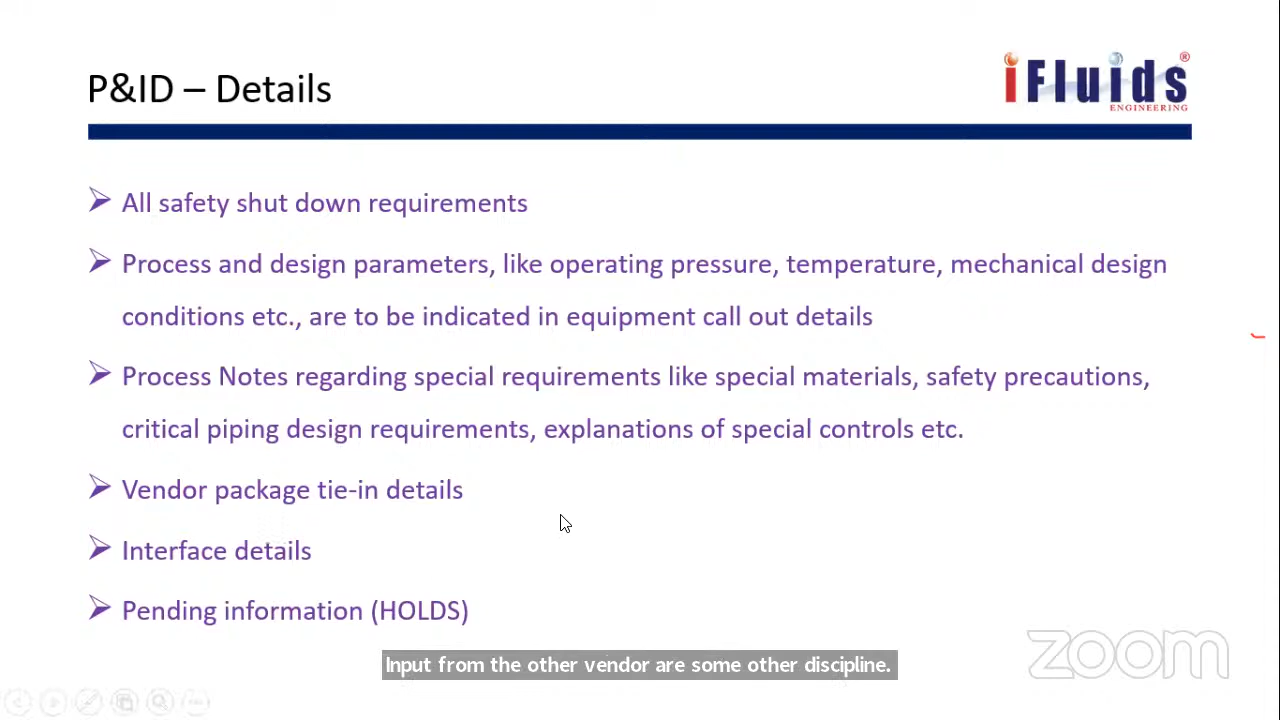 P&ID – Details
iFluids®
ENGINEERING
All safety shut down requirements
Process and design parameters, like operating pressure, temperature, mechanical design
conditions etc., are to be indicated in equipment call out details
Process Notes regarding special requirements like special materials, safety precautions,
critical piping design requirements, explanations of special controls etc.
Vendor package tie-in details
Interface details
Pending information (HOLDS)
Input from the other vendor are some other discipline.
zoom